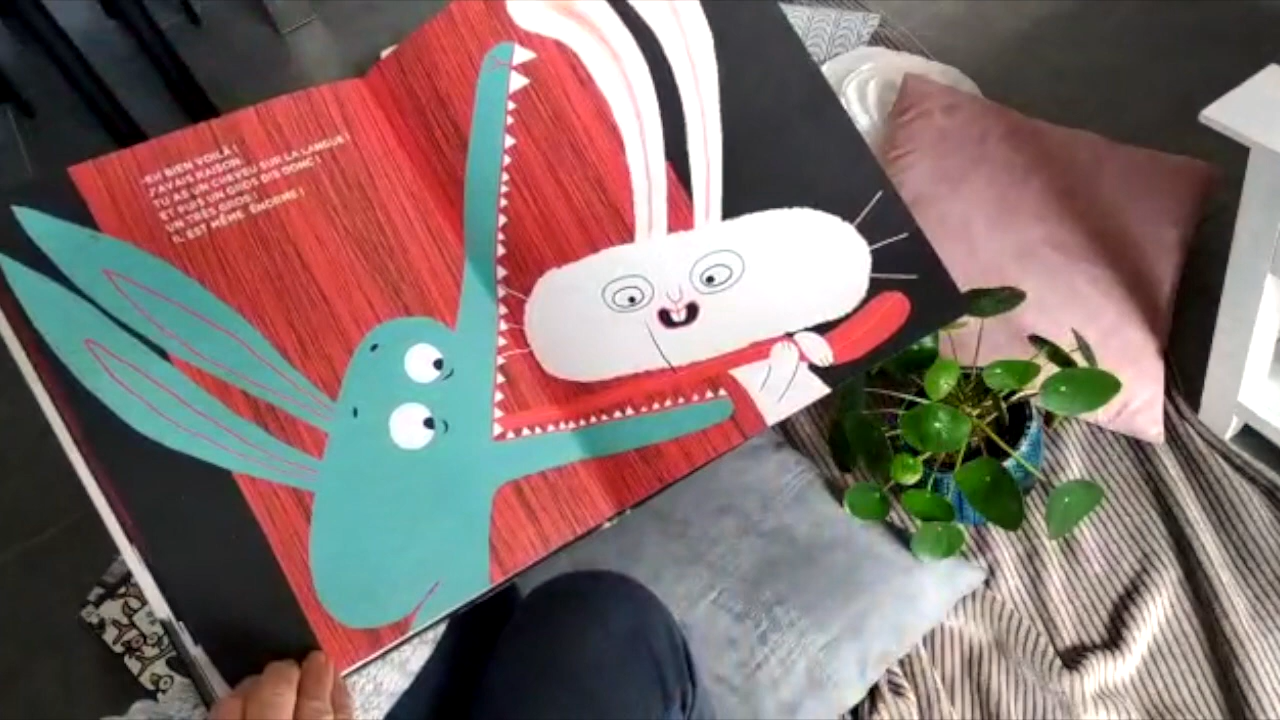 -EH BIEN VOILÀ !
J'AVAIS RAISON,
TU AS UN CHEVEU SUR LA LANGUE !
ET PUIS UN GROS DIS DONC !
UN TRÈS GROS !
IL EST MÊME ÉNORME !